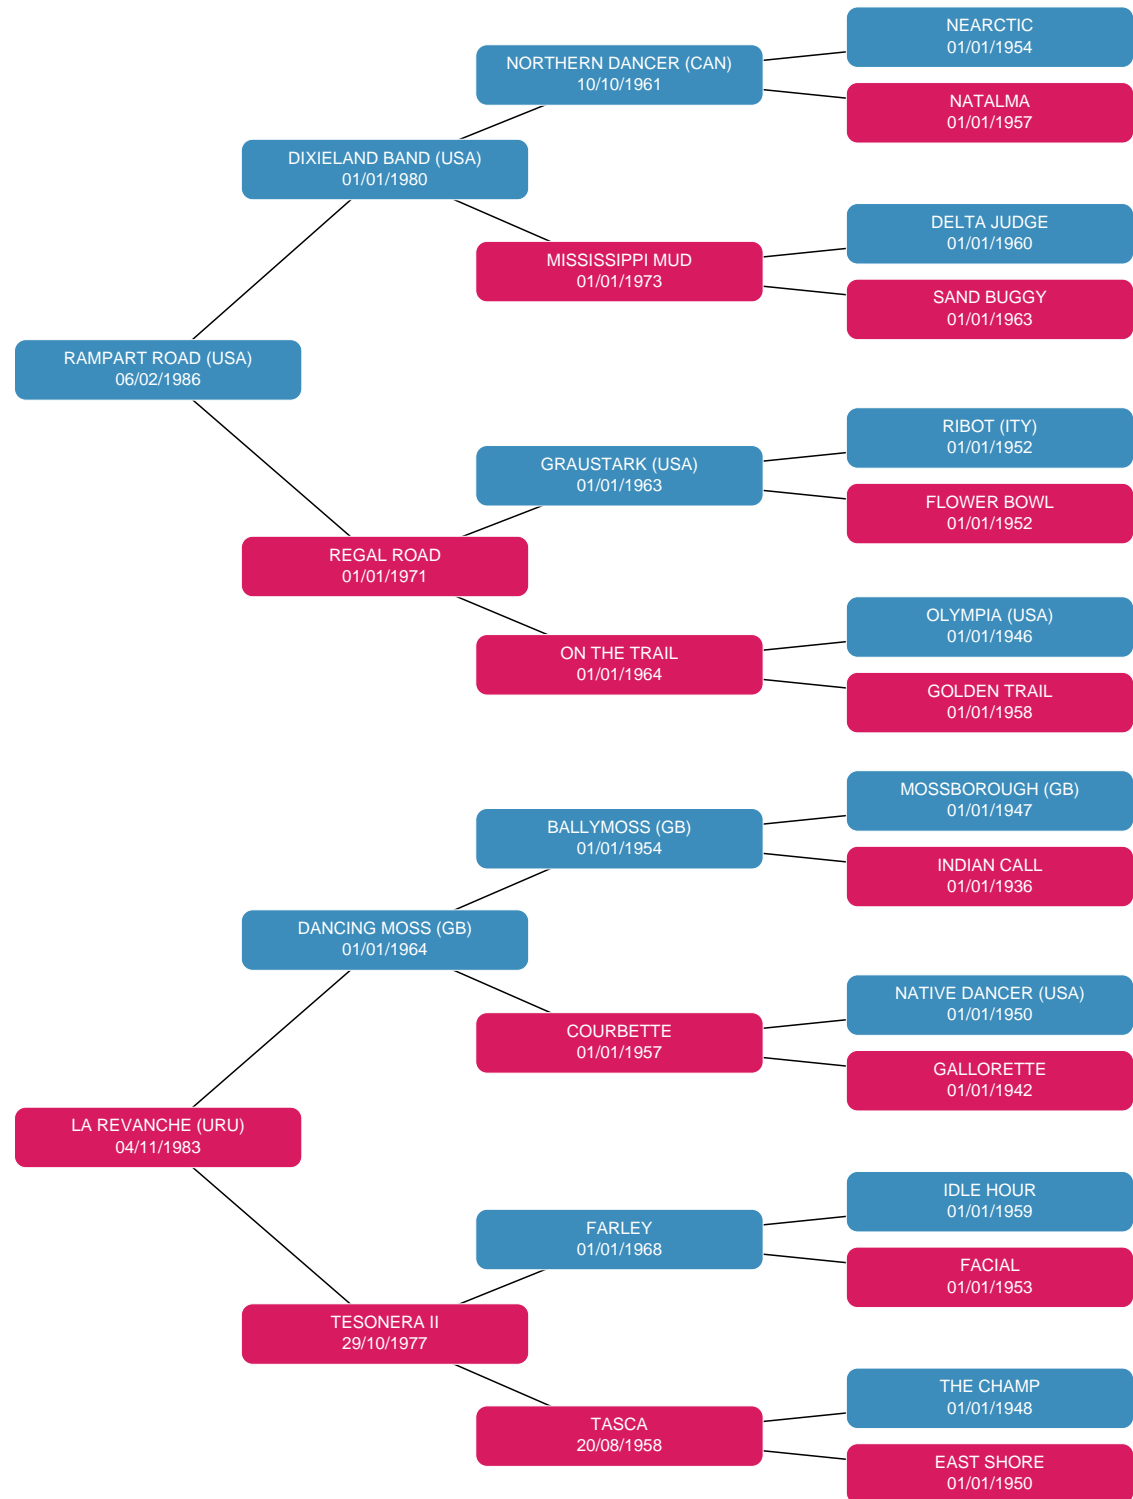 NEARCTIC
01/01/1954
NORTHERN DANCER (CAN)
10/10/1961
NATALMA
01/01/1957
DIXIELAND BAND (USA)
01/01/1980
DELTA JUDGE
01/01/1960
MISSISSIPPI MUD
01/01/1973
SAND BUGGY
01/01/1963
RAMPART ROAD (USA)
06/02/1986
RIBOT (ITY)
01/01/1952
GRAUSTARK (USA)
01/01/1963
FLOWER BOWL
01/01/1952
REGAL ROAD
01/01/1971
OLYMPIA (USA)
01/01/1946
ON THE TRAIL
01/01/1964
GOLDEN TRAIL
01/01/1958
MOSSBOROUGH (GB)
01/01/1947
BALLYMOSS (GB)
01/01/1954
INDIAN CALL
01/01/1936
DANCING MOSS (GB)
01/01/1964
NATIVE DANCER (USA)
01/01/1950
COURBETTE
01/01/1957
GALLORETTE
01/01/1942
LA REVANCHE (URU)
04/11/1983
IDLE HOUR
01/01/1959
FARLEY
01/01/1968
FACIAL
01/01/1953
TESONERA II
29/10/1977
THE CHAMP
01/01/1948
TASCA
20/08/1958
EAST SHORE
01/01/1950